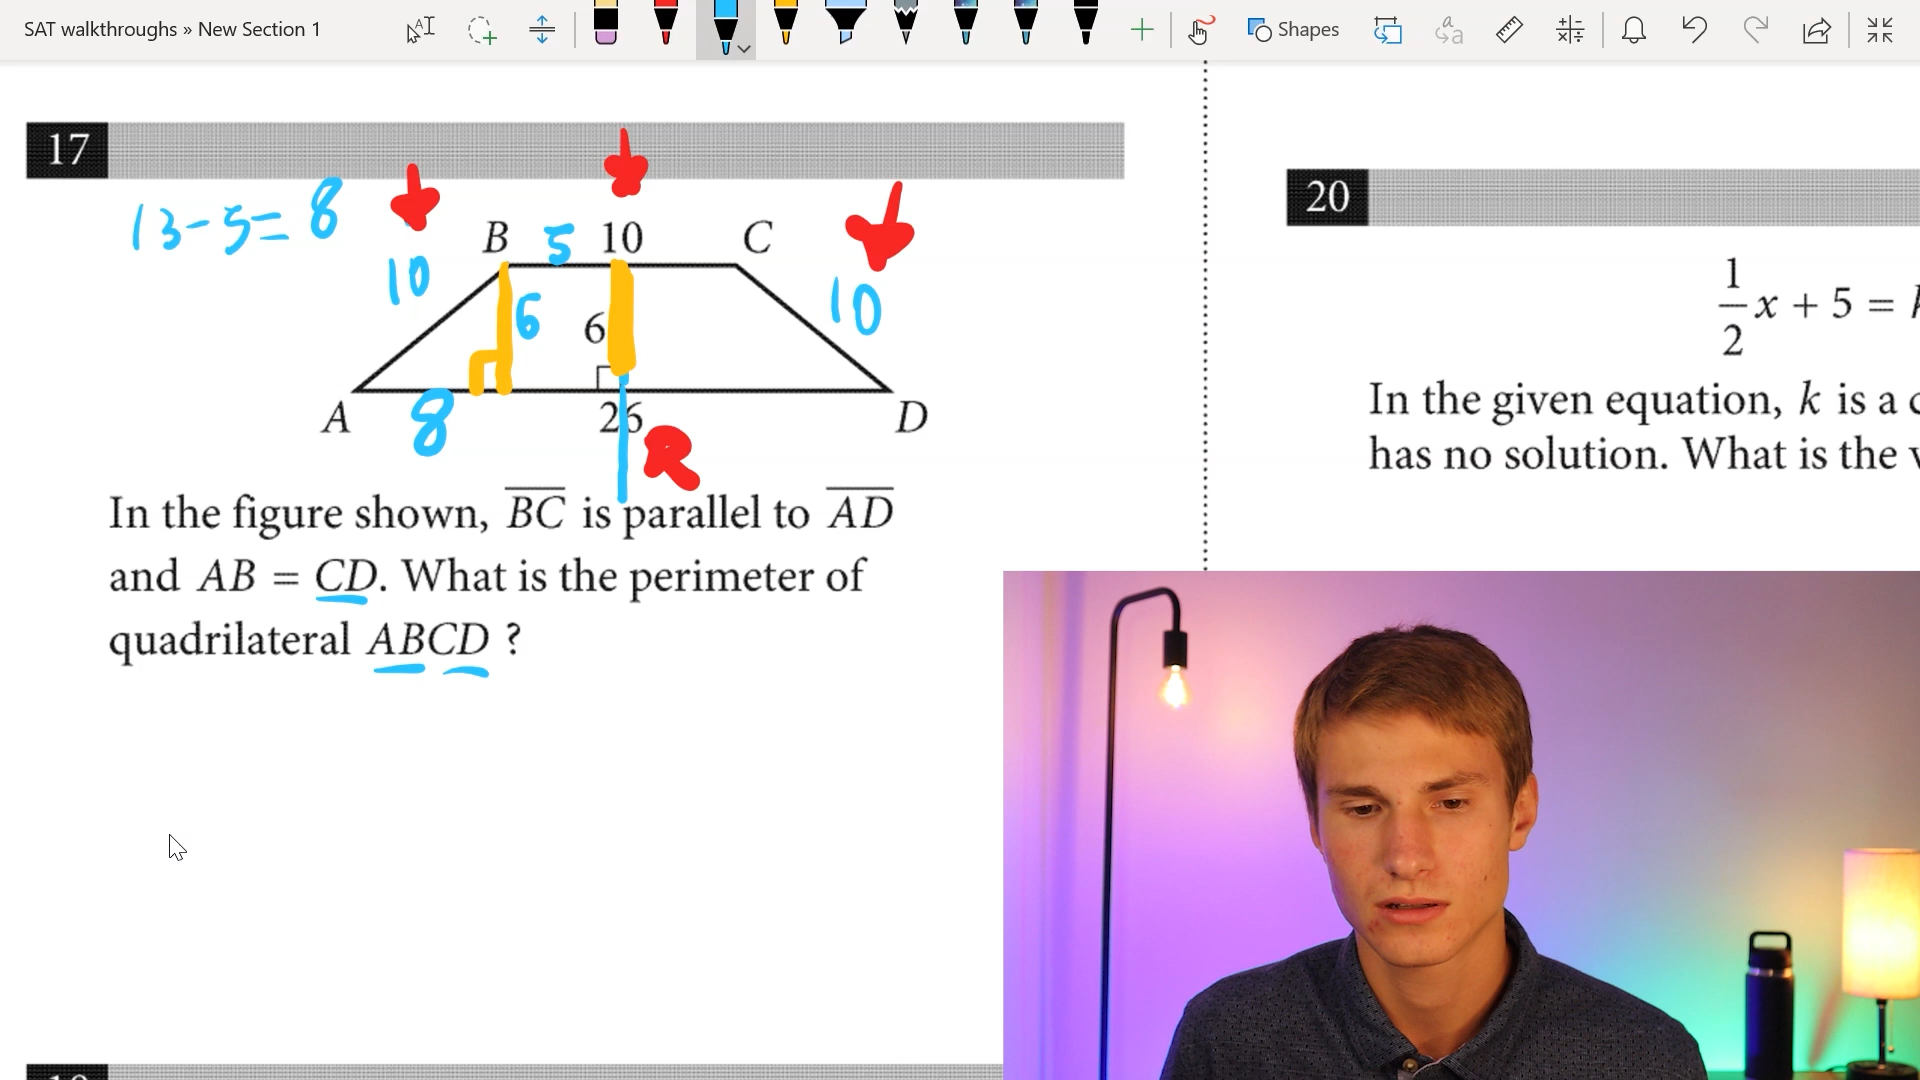 SAT walkthroughs » New Section 1
Shapes
17
20
13-5=8
10
B 5 10 C
10
6
6
A 8 26 D
In the figure shown, BC is parallel to AD
and AB = CD. What is the perimeter of
quadrilateral ABCD ?
1/2 x + 5 =
In the given equation, k is a
has no solution. What is the